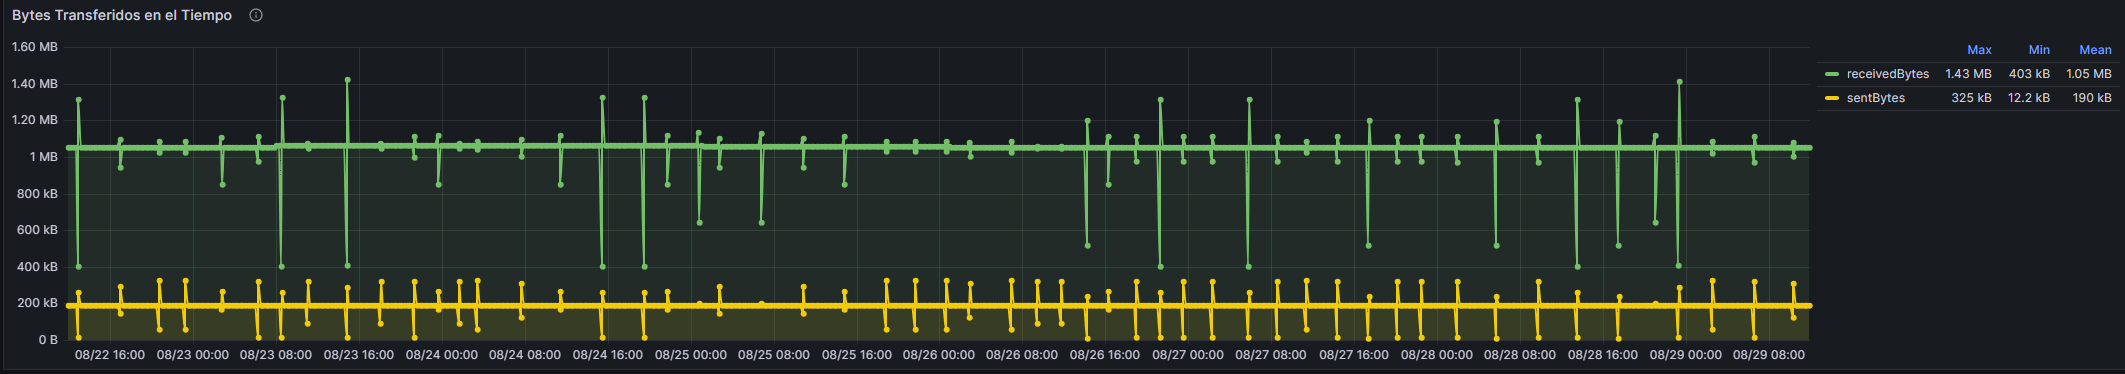 Bytes Transferidos en el Tiempo
1.60 MB
1.40 MB
1.20 MB
1 MB
800 kB
600 kB
400 kB
200 kB
0 B
08/22 16:00 08/23 00:00 08/23 08:00 08/23 16:00 08/24 00:00 08/24 08:00 08/24 16:00 08/25 00:00 08/25 08:00 08/25 16:00 08/26 00:00 08/26 08:00 08/26 16:00 08/27 00:00 08/27 08:00 08/27 16:00 08/28 00:00 08/28 08:00 08/28 16:00 08/29 00:00 08/29 08:00
Max Min Mean
receivedBytes 1.43 MB 403 kB 1.05 MB
sentBytes 325 kB 12.2 kB 190 kB